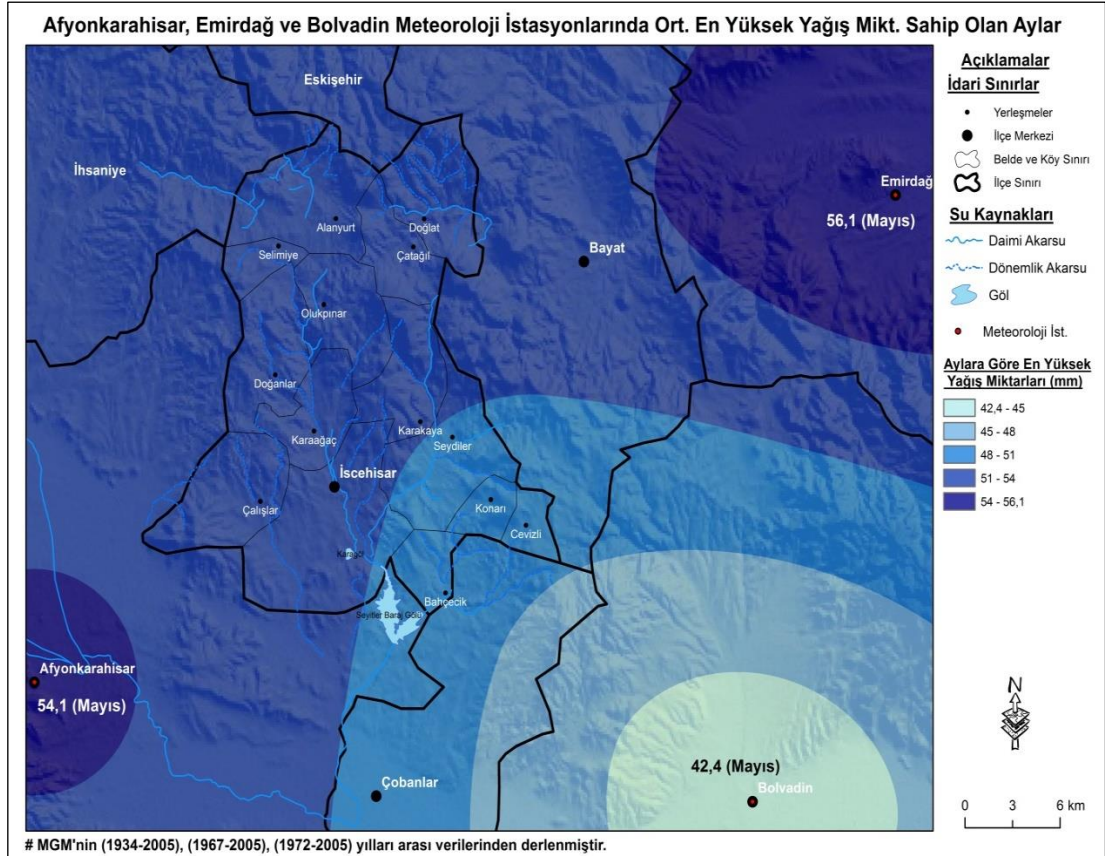 Afyonkarahisar, Emirdağ ve Bolvadin Meteoroloji İstasyonlarında Ort. En Yüksek Yağış Mikt. Sahip Olan Aylar
Eskişehir
İhsaniye
Alanyurt
Doğlat
Selimiye
Çatağıl
Bayat
Emirdağ
56,1 (Mayıs)
Olukpınar
Doğanlar
Karaağaç
Karakaya
Seydiler
İscehisar
Çalışlar
Konarı
Cevizli
Karagöl
Bahçecik
Seyitler Baraj Gölü
Afyonkarahisar
54,1 (Mayıs)
Çobanlar
42,4 (Mayıs)
Bolvadin
Açıklamalar
İdari Sınırlar
Yerleşmeler
İlçe Merkezi
Belde ve Köy Sınırı
İlçe Sınırı
Su Kaynakları
Daimi Akarsu
Dönemlik Akarsu
Göl
Meteoroloji İst.
Aylara Göre En Yüksek
Yağış Miktarları (mm)
42,4 - 45
45 - 48
48 - 51
51 - 54
54 - 56,1
N
0 3 6 km
# MGM'nin (1934-2005), (1967-2005), (1972-2005) yılları arası verilerinden derlenmiştir.